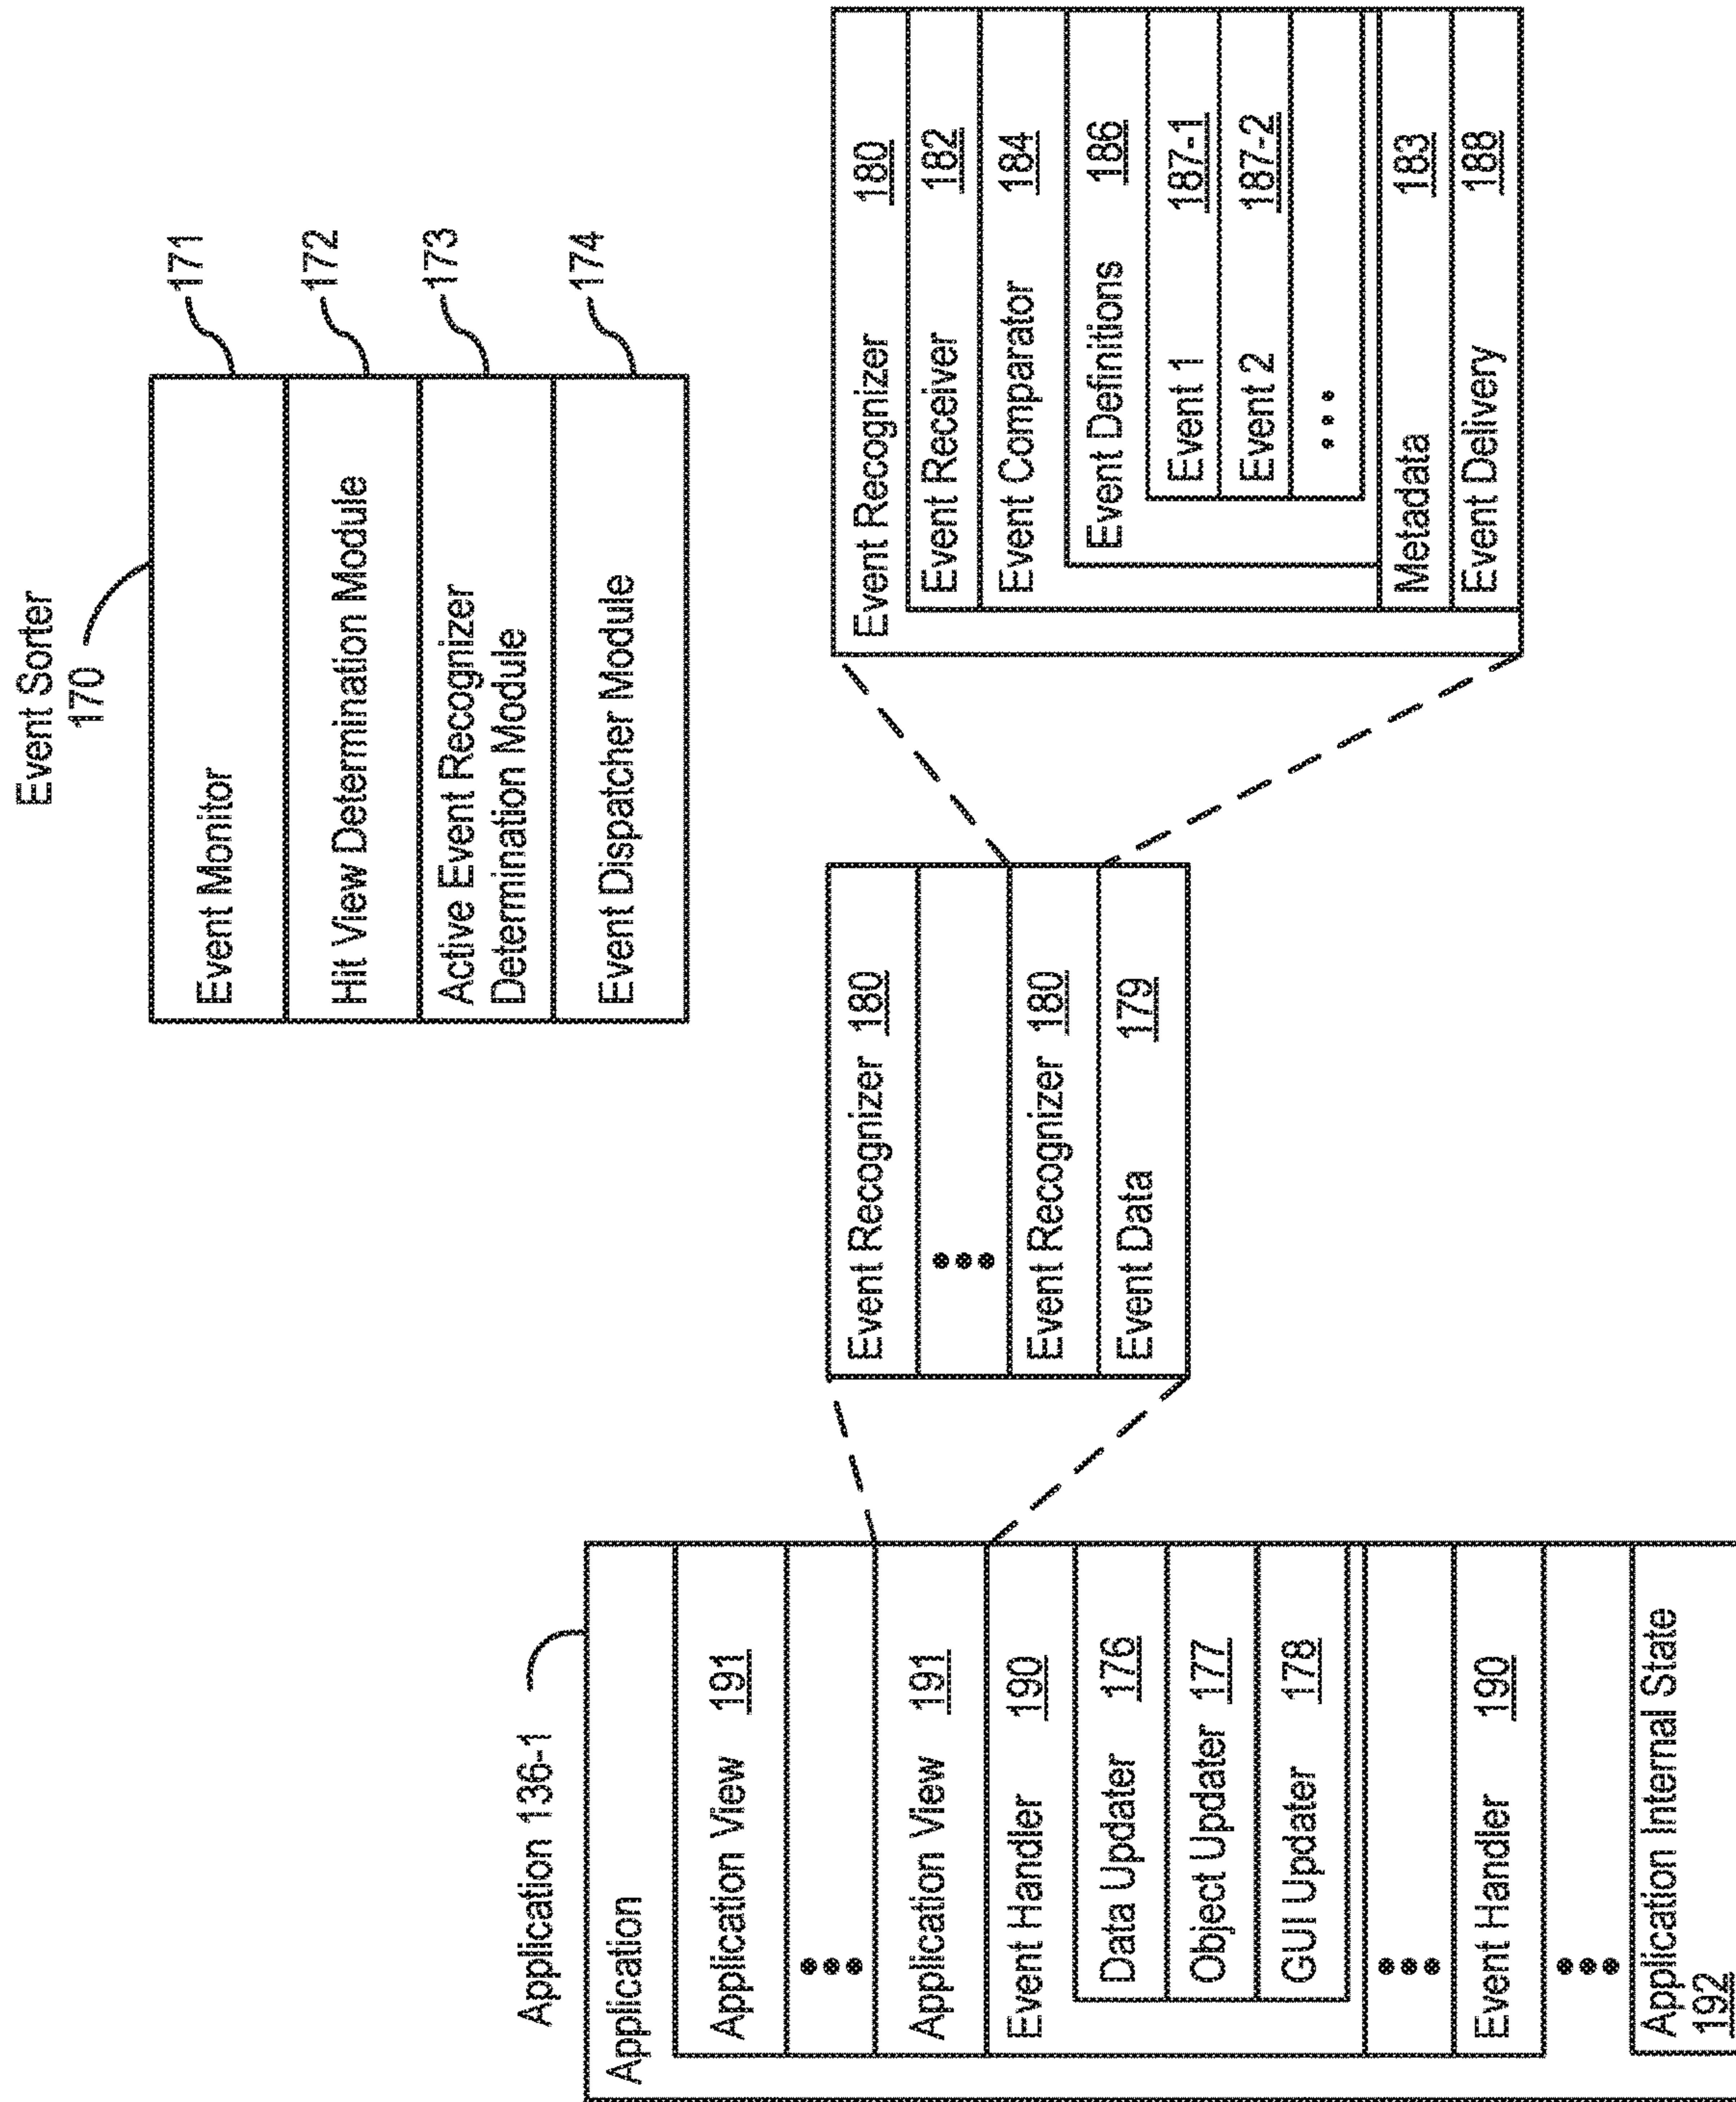 Event Sorter
170
Event Monitor
171
Hit View Determination Module
172
Active Event Recognizer
Determination Module
173
Event Dispatcher Module
174
Application 136-1
Application
Application View 191
Application View 191
Event Handler 190
Data Updater 176
Object Updater 177
GUI Updater 178
Event Handler 190
Application Internal State
192
Event Recognizer 180
Event Recognizer 180
Event Data 179
Event Recognizer 180
Event Receiver 182
Event Comparator 184
Event Definitions 186
Event 1 187-1
Event 2 187-2
Metadata 183
Event Delivery 188